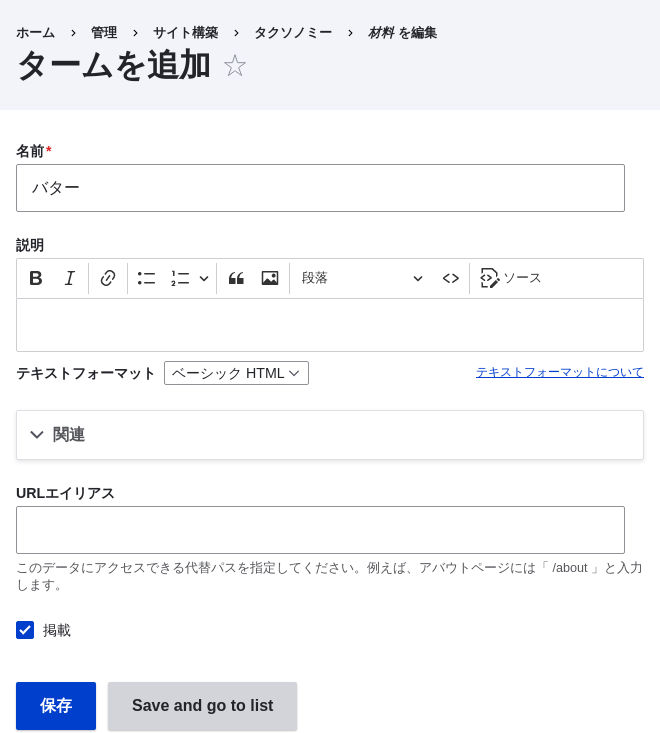 ホーム › 管理 › サイト構築 › タクソノミー › 材料 を編集
タームを追加
名前*
バター
説明
B I 段落 ソース
テキストフォーマット ベーシック HTML テキストフォーマットについて
関連
URLエイリアス
このデータにアクセスできる代替パスを指定してください。例えば、アバウトページには「 /about 」と入力
します。
掲載
保存 Save and go to list